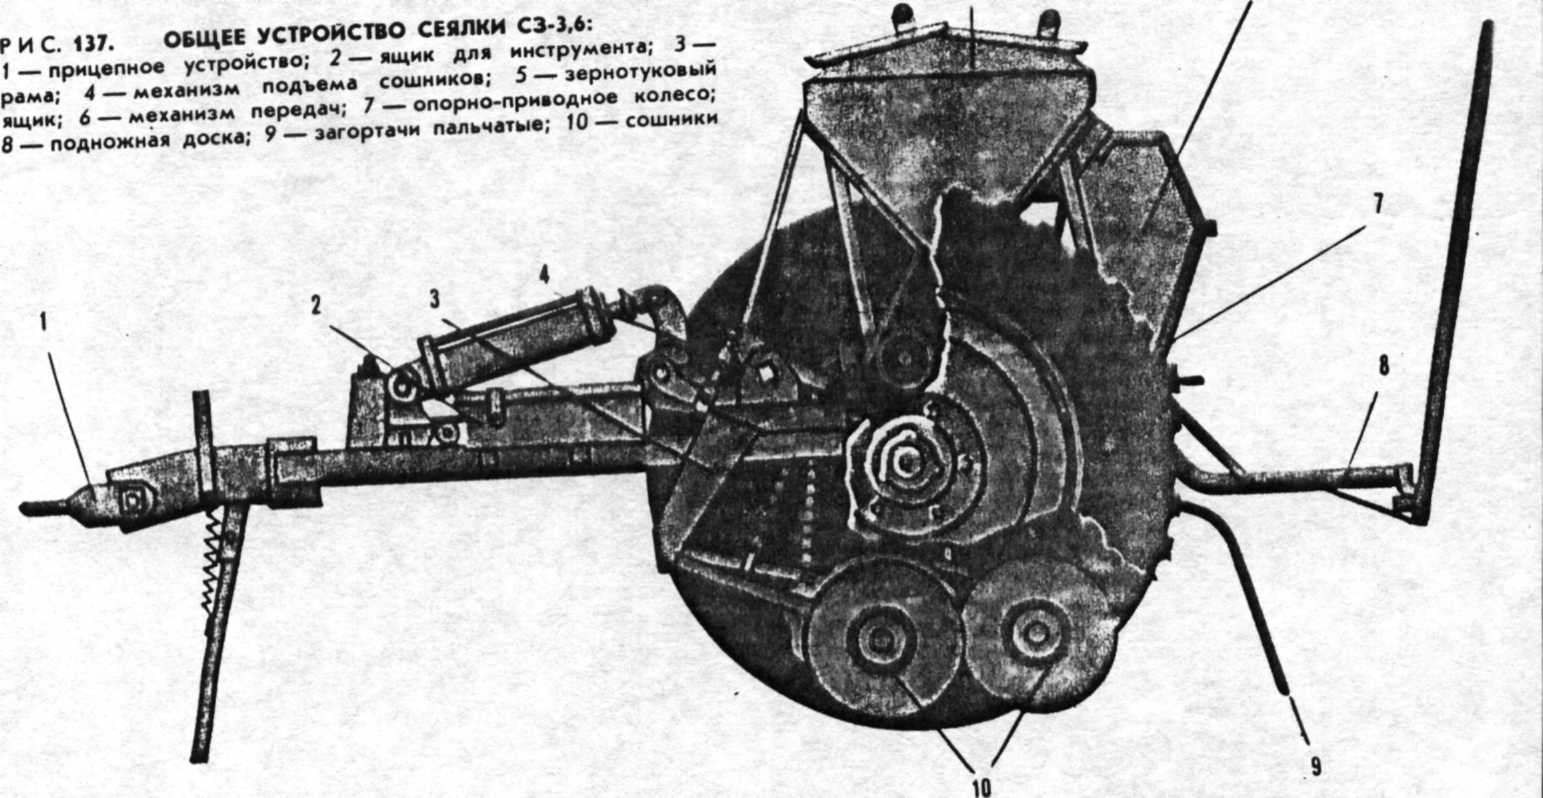 РИС. 137. ОБЩЕЕ УСТРОЙСТВО СЕЯЛКИ СЗ-3,6:
1 — прицепное устройство; 2 — ящик для инструмента; 3 —
рама; 4 — механизм подъема сошников; 5 — зернотуковый
ящик; 6 — механизм передач; 7 — опорно-приводное колесо;
8 — подножная доска; 9 — загортачи пальчатые; 10 — сошники
7
4
3
2
1
8
9
10